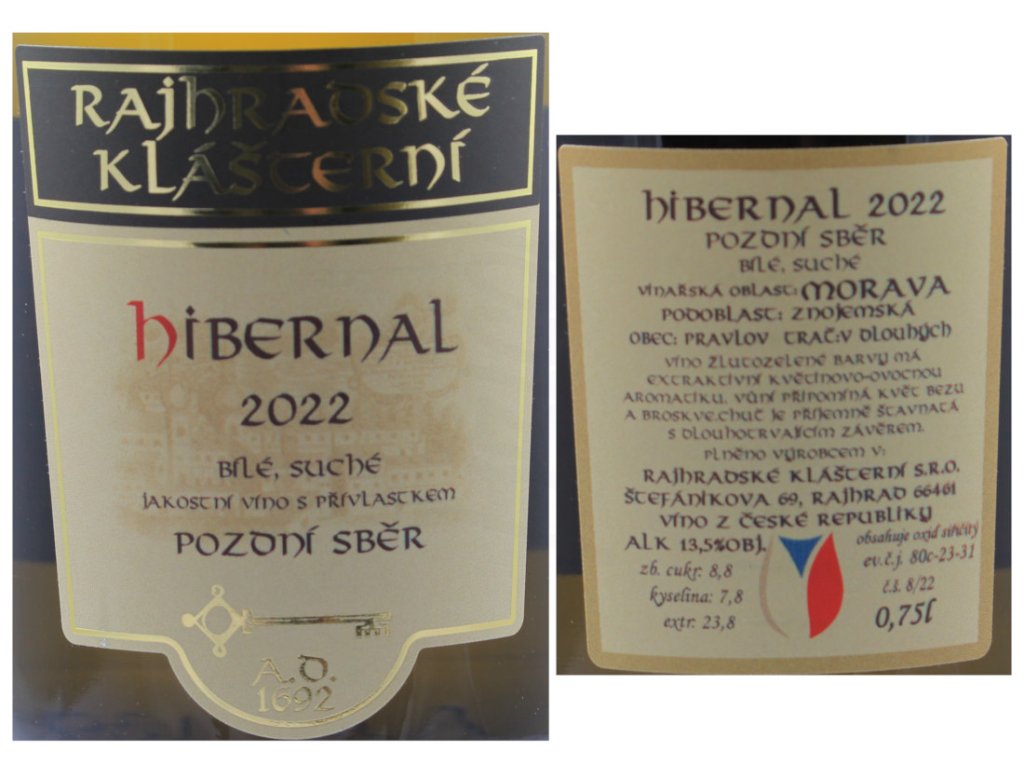 RAJHRADSKÉ
KLÁŠTERNÍ
HIBERNAL
2022
BÍLÉ, SUCHÉ
JAKOSTNÍ VÍNO S PŘÍVLASTKEM
POZDNÍ SBĚR
A.D.
1692
HIBERNAL 2022
POZDNÍ SBĚR
BÍLÉ, SUCHÉ
VINAŘSKÁ OBLAST: MORAVA
PODOBLAST: ZNOJEMSKÁ
OBEC: PRAVLOV TRAČ:V DLOUHÝCH
VÍNO ŽLUTOZELENÉ BARVY MÁ
EXTRAKTIVNÍ KVĚTINOVO-OVOCNOU
AROMATIKU. VŮNÍ PŘIPOMÍNÁ KVĚT BEZU
A BROSKVE.CHUŤ JE PŘÍJEMNĚ ŠTAVNATÁ
S DLOUHOTRVAJÍCÍM ZÁVĚREM.
PLNĚNO VÝROBCEM V:
RAJHRADSKÉ KLÁŠTERNÍ S.R.O.
ŠTEFÁNIKOVA 69, RAJHRAD 66461
VÍNO Z ČESKÉ REPUBLIKY
ALK 13,5%OBJ.
zb. cukr: 8,8
kyselina: 7,8
extr: 23,8
obsahuje oxid siřičitý
ev.č.j. 80c-23-31
č.š. 8/22
0,75l